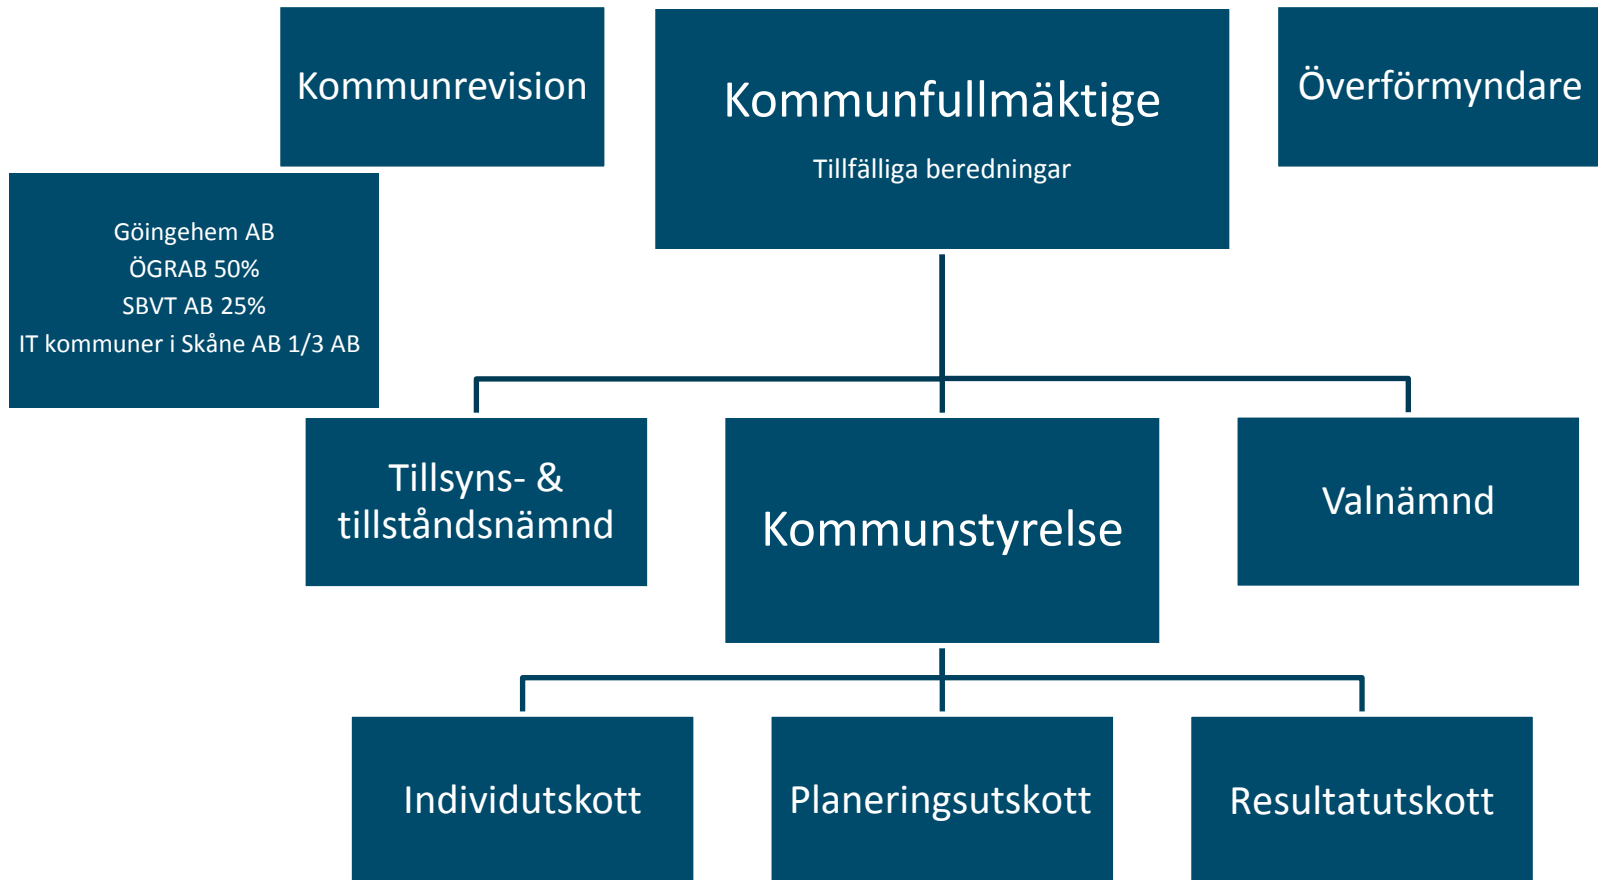 Kommunrevision
Kommunfullmäktige
Tillfälliga beredningar
Överförmyndare
Göingehem AB
ÖGRAB 50%
SBVT AB 25%
IT kommuner i Skåne AB 1/3 AB
Tillsyns- &
tillståndsnämnd
Kommunstyrelse
Valnämnd
Individutskott
Planeringsutskott
Resultatutskott